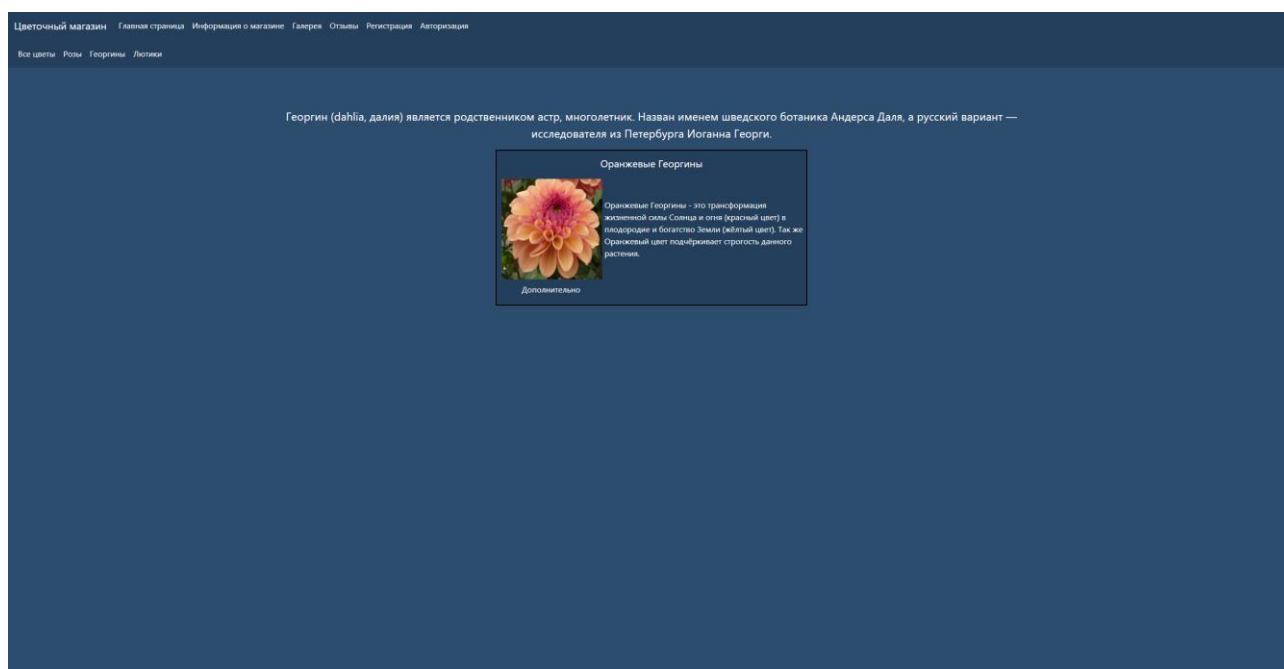 Цветочный магазин Главная страница Информация о магазине Галерея Отзывы Регистрация Авторизация
Все цветы Розы Георгины Лютики
Георгин (dahlia, далия) является родственником астр, многолетник. Назван именем шведского ботаника Андерса Даля, а русский вариант —
исследователя из Петербурга Иоганна Георги.
Оранжевые Георгины
Оранжевые Георгины - это трансформация
жизненной силы Солнца и огня (красный цвет) в
плодородие и богатство Земли (жёлтый цвет). Так же
Оранжевый цвет подчёркивает строгость данного
растения.
Дополнительно